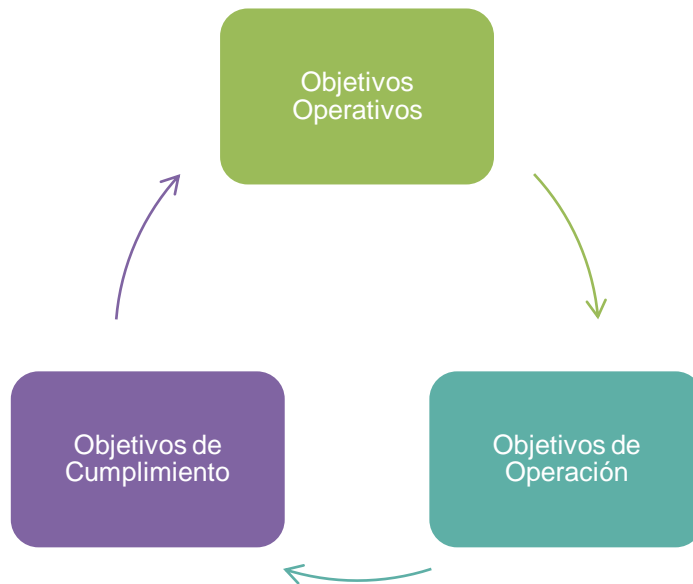 Objetivos
Operativos
Objetivos de
Cumplimiento
Objetivos de
Operación